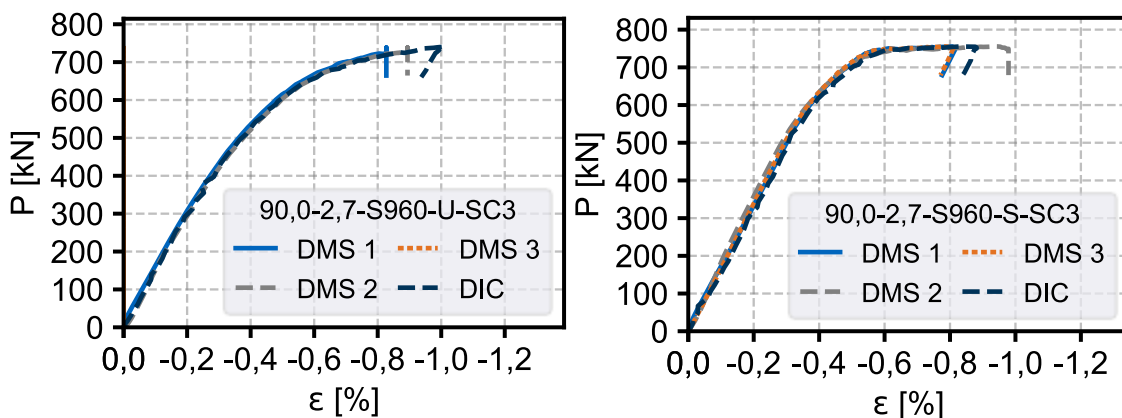 800
700
600
500
400
300
200
100
0
P [kN]
90,0-2,7-S960-U-SC3
DMS 1
DMS 3
DMS 2
DIC
0,0 -0,2 -0,4 -0,6 -0,8 -1,0 -1,2
ε [%]
800
700
600
500
400
300
200
100
0
P [kN]
90,0-2,7-S960-S-SC3
DMS 1
DMS 3
DMS 2
DIC
0,0 -0,2 -0,4 -0,6 -0,8 -1,0 -1,2
ε [%]